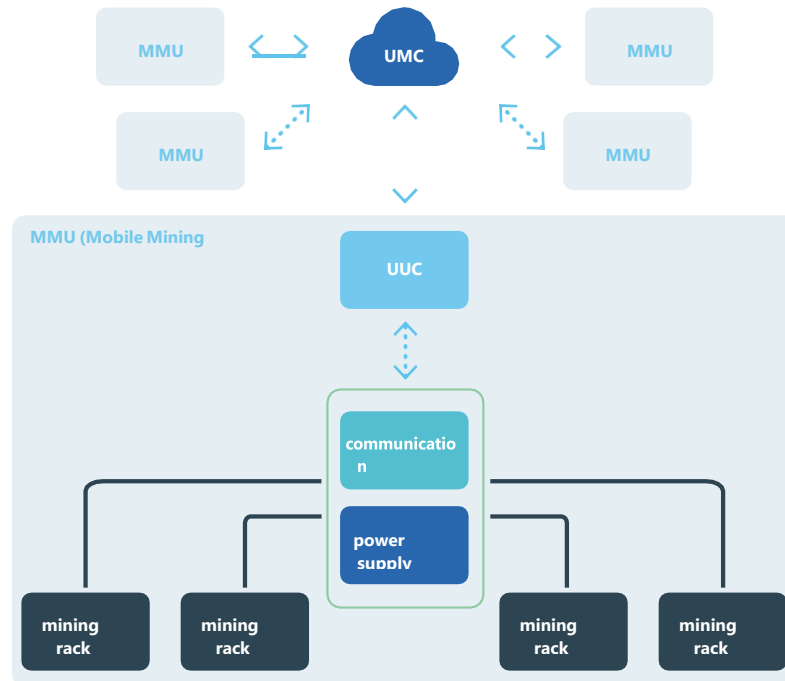 MMU
UMC
MMU
MMU
MMU
MMU (Mobile Mining
UUC
communicatio
n
power
supply
mining
rack
mining
rack
mining
rack
mining
rack